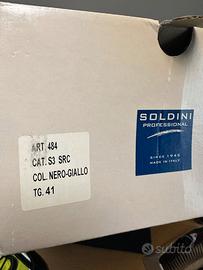 SOLDINI
PROFESSIONAL
SINCE 1945
MADE IN ITALY
ART. 484
CAT. S3 SRC
COL. NERO-GIALLO
TG. 41
subito